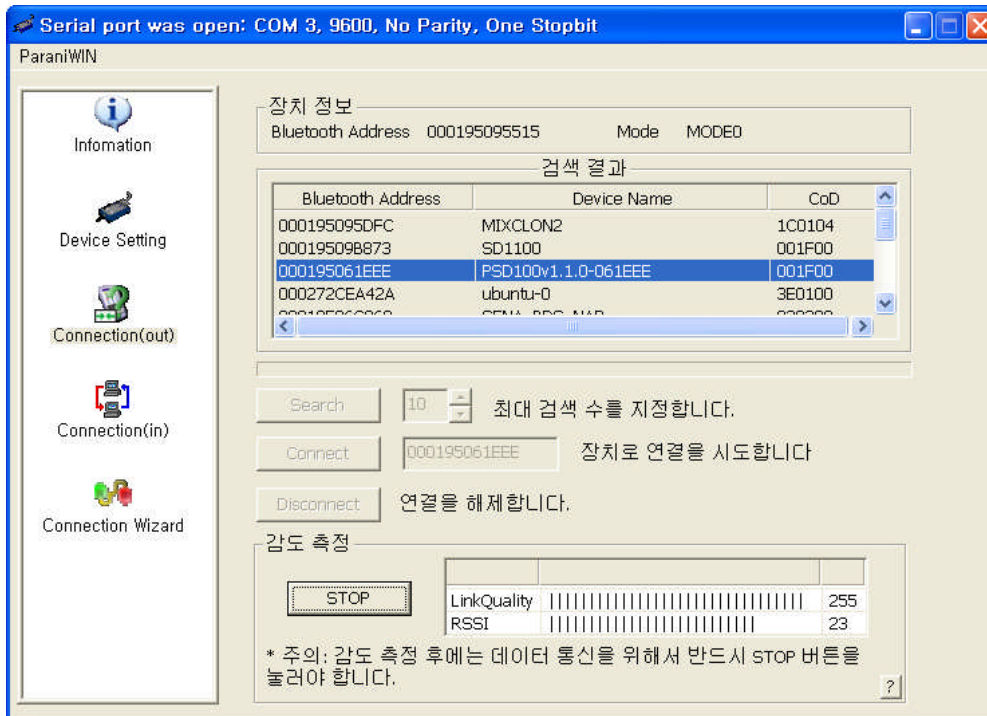 Serial port was open: COM 3, 9600, No Parity, One Stopbit
ParaniWIN
Infomation
Device Setting
Connection(out)
Connection(in)
Connection Wizard
장치 정보
Bluetooth Address 000195095515 Mode MODE0
검색 결과
Bluetooth Address Device Name CoD
000195095DFC MIXCLON2 1C0104
00019509B873 SD1100 001F00
000195061EEE PSD100v1.1.0-061EEE 001F00
000272CEA42A ubuntu-0 3E0100
Search 10 최대 검색 수를 지정합니다.
Connect 000195061EEE 장치로 연결을 시도합니다
Disconnect 연결을 해제합니다.
감도 측정
STOP
LinkQuality |||||||||||||||||||||||||||||||| 255
RSSI |||||||||||||||||||||||||| 23
* 주의: 감도 측정 후에는 데이터 통신을 위해서 반드시 STOP 버튼을
눌러야 합니다.
?